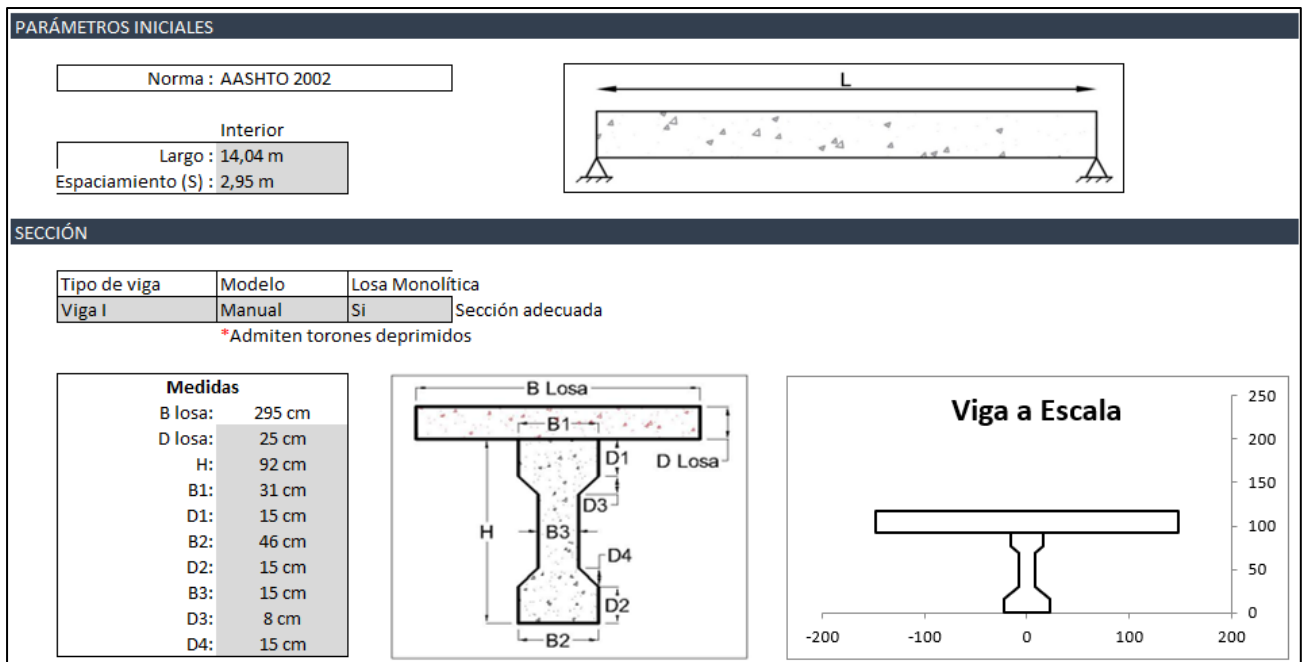 PARÁMETROS INICIALES
Norma : AASHTO 2002
L
Interior
Largo : 14,04 m
Espaciamiento (S) : 2,95 m
SECCIÓN
Tipo de viga Modelo Losa Monolítica
Viga I Manual Si Sección adecuada
*Admiten torones deprimidos
Medidas
B losa: 295 cm
D losa: 25 cm
H: 92 cm
B1: 31 cm
D1: 15 cm
B2: 46 cm
D2: 15 cm
B3: 15 cm
D3: 8 cm
D4: 15 cm
B Losa
B1
D1
D Losa
D3
H
B3
D4
D2
B2
Viga a Escala
250
200
150
100
50
0
-200 -100 0 100 200